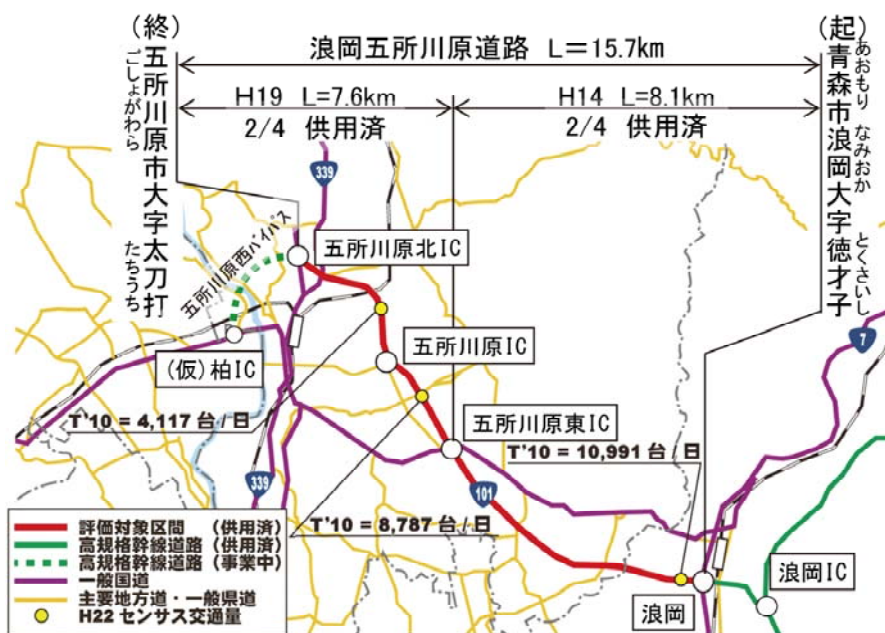 (終)
五所川原市大字太刀打
ごしょがわら
たちうち
(起)
青森市浪岡大字徳才子
あおもり
なみおか
とくさいし
浪岡五所川原道路 L=15.7km
H19 L=7.6km
2/4 供用済
H14 L=8.1km
2/4 供用済
339
五所川原西バイパス
五所川原北IC
7
(仮)柏IC
五所川原IC
T'10 = 4,117 台/日
五所川原東IC
T'10 = 10,991 台/日
339
101
T'10 = 8,787 台/日
浪岡
浪岡IC
評価対象区間 (供用済)
高規格幹線道路(供用済)
高規格幹線道路(事業中)
一般国道
主要地方道・一般県道
H22 センサス交通量